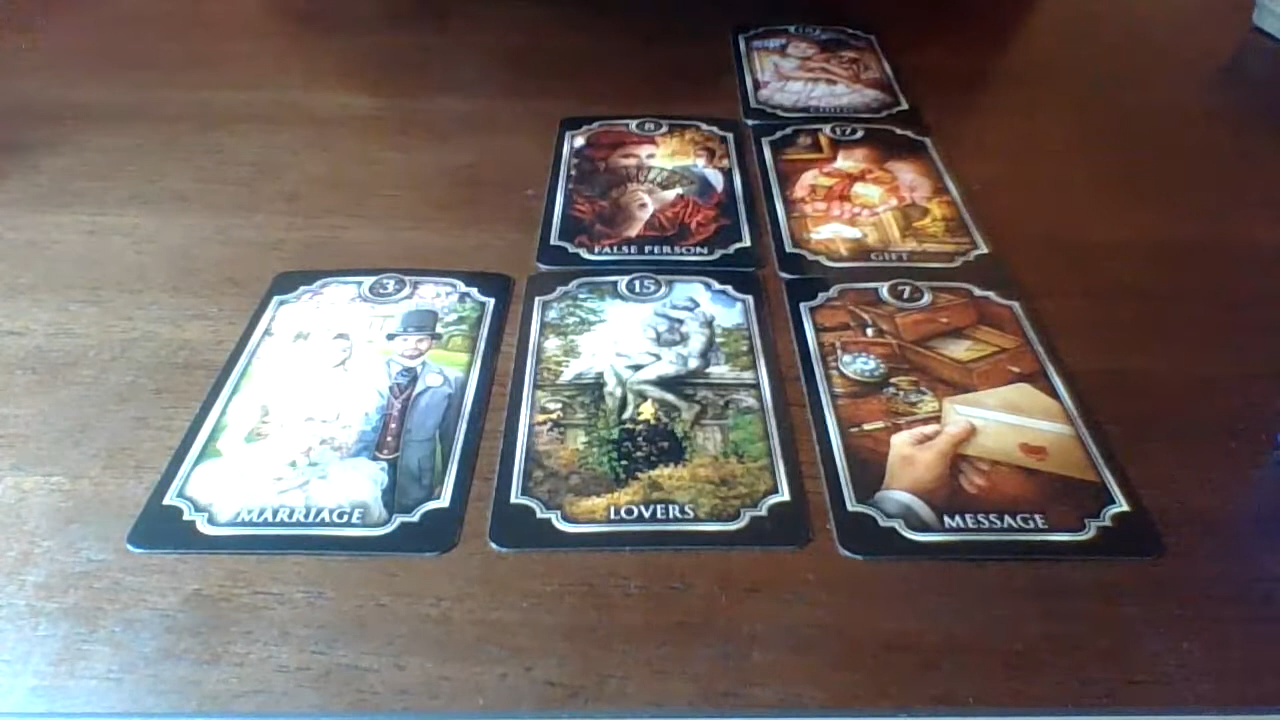 8
FALSE PERSON
17
GIFT
3
MARRIAGE
15
LOVERS
7
MESSAGE